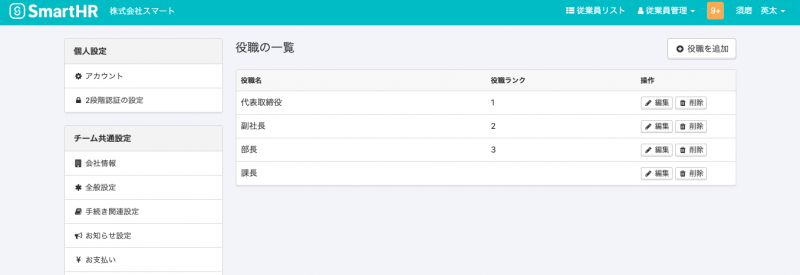 SmartHR 株式会社スマート 従業員リスト 従業員管理 9+ 須磨 英太
個人設定
アカウント
2段階認証の設定
チーム共通設定
会社情報
全般設定
手続き関連設定
お知らせ設定
お支払い
役職の一覧 役職を追加
役職名 役職ランク 操作
代表取締役 1 編集 削除
副社長 2 編集 削除
部長 3 編集 削除
課長 編集 削除